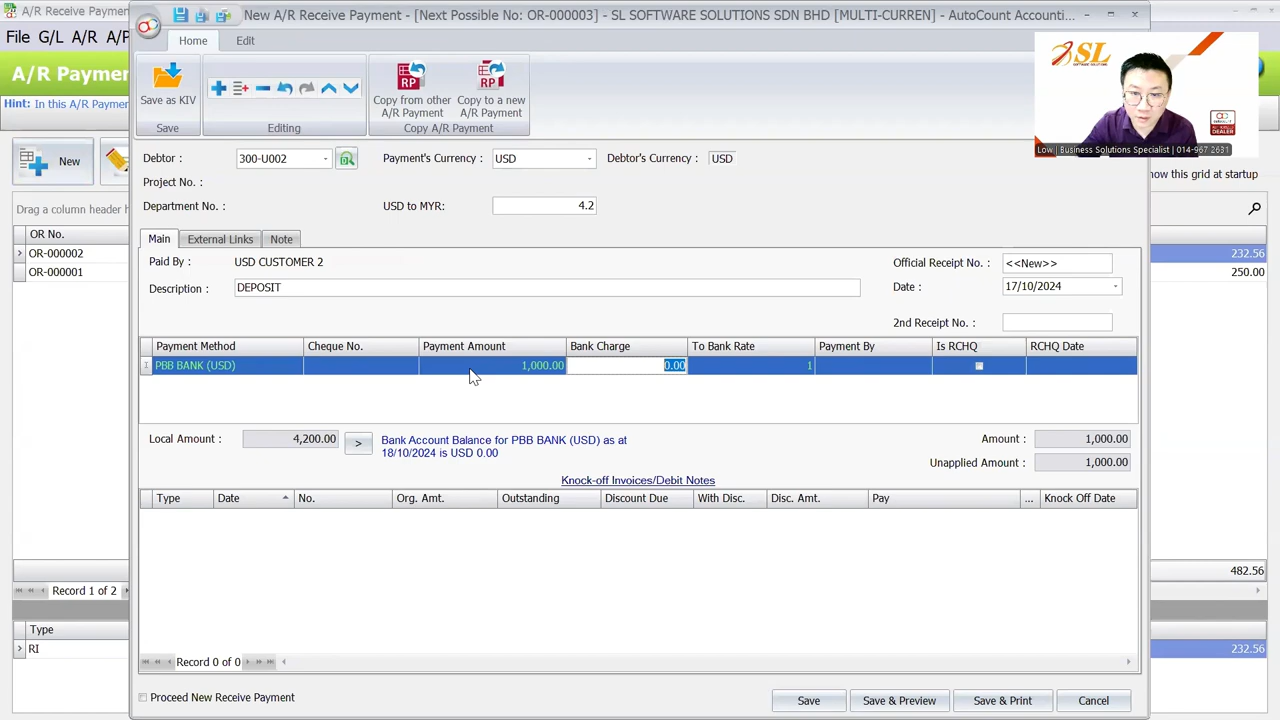 A/R Payment
New A/R Receive Payment - [Next Possible No: OR-000003] - SL SOFTWARE SOLUTIONS SDN BHD [MULTI-CURREN] - AutoCount Accounti...
File G/L A/R A/P
Home Edit
A/R Paymen
Hint: In this A/R Paymen
Save as KIV
Save
Editing
Copy from other A/R Payment
Copy to a new A/R Payment
Copy A/R Payment
SL
Low | Business Solutions Specialist | 014-967 2631
New
how this grid at startup
Debtor : 300-U002 Payment's Currency : USD Debtor's Currency : USD
Project No. :
Department No. : USD to MYR: 4.2
Drag a column header h
OR No.
OR-000002 232.56
OR-000001 250.00
Main External Links Note
Paid By : USD CUSTOMER 2 Official Receipt No. : <<New>>
Description : DEPOSIT Date : 17/10/2024
2nd Receipt No. :
Payment Method Cheque No. Payment Amount Bank Charge To Bank Rate Payment By Is RCHQ RCHQ Date
PBB BANK (USD) 1,000.00 0.00 1
Local Amount : 4,200.00 > Bank Account Balance for PBB BANK (USD) as at
18/10/2024 is USD 0.00
Amount : 1,000.00
Unapplied Amount : 1,000.00
Knock-off Invoices/Debit Notes
Type Date No. Org. Amt. Outstanding Discount Due With Disc. Disc. Amt. Pay ... Knock Off Date
482.56
Record 1 of 2
Type
RI 232.56
Record 0 of 0
Proceed New Receive Payment
Save Save & Preview Save & Print Cancel